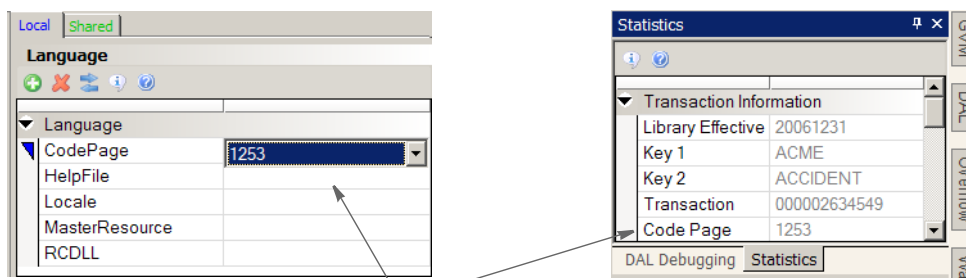 Local Shared
Language
Language
CodePage 1253
HelpFile
Locale
MasterResource
RCDLL
Statistics
Transaction Information
Library Effective 20061231
Key 1 ACME
Key 2 ACCIDENT
Transaction 000002634549
Code Page 1253
DAL Debugging Statistics
GVM
DAL